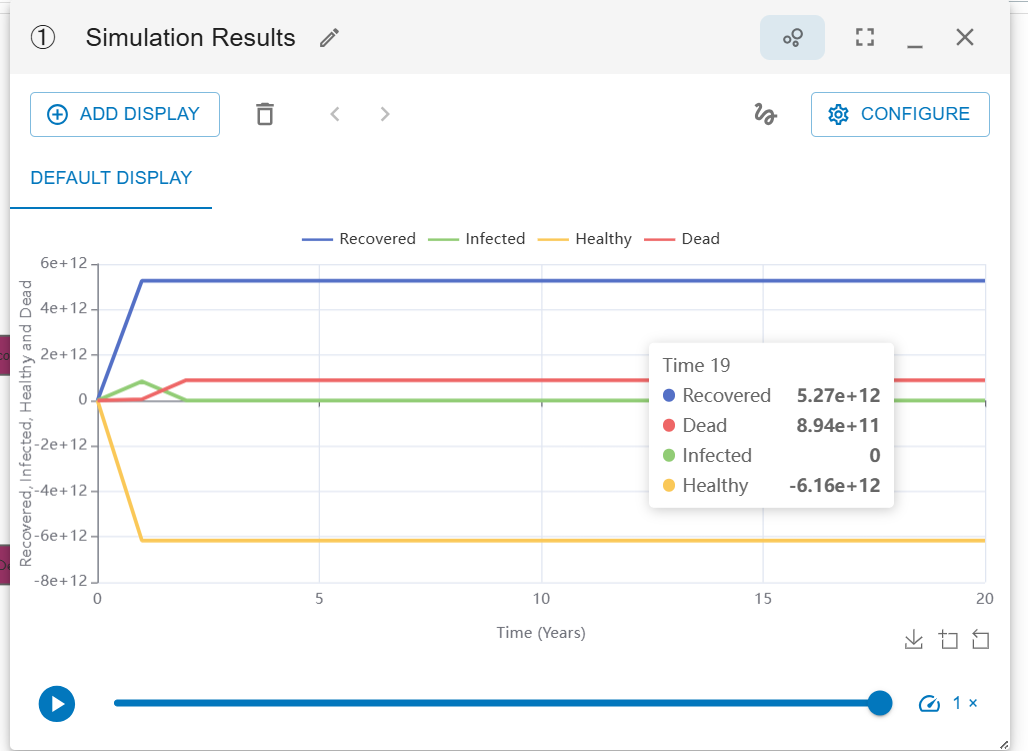 ① Simulation Results
ADD DISPLAY CONFIGURE
DEFAULT DISPLAY
Recovered Infected Healthy Dead
Recovered, Infected, Healthy and Dead
6e+12
4e+12
2e+12
0
-2e+12
-4e+12
-6e+12
-8e+12
Time 19
Recovered 5.27e+12
Dead 8.94e+11
Infected 0
Healthy -6.16e+12
0 5 10 15 20
Time (Years)
1 ×